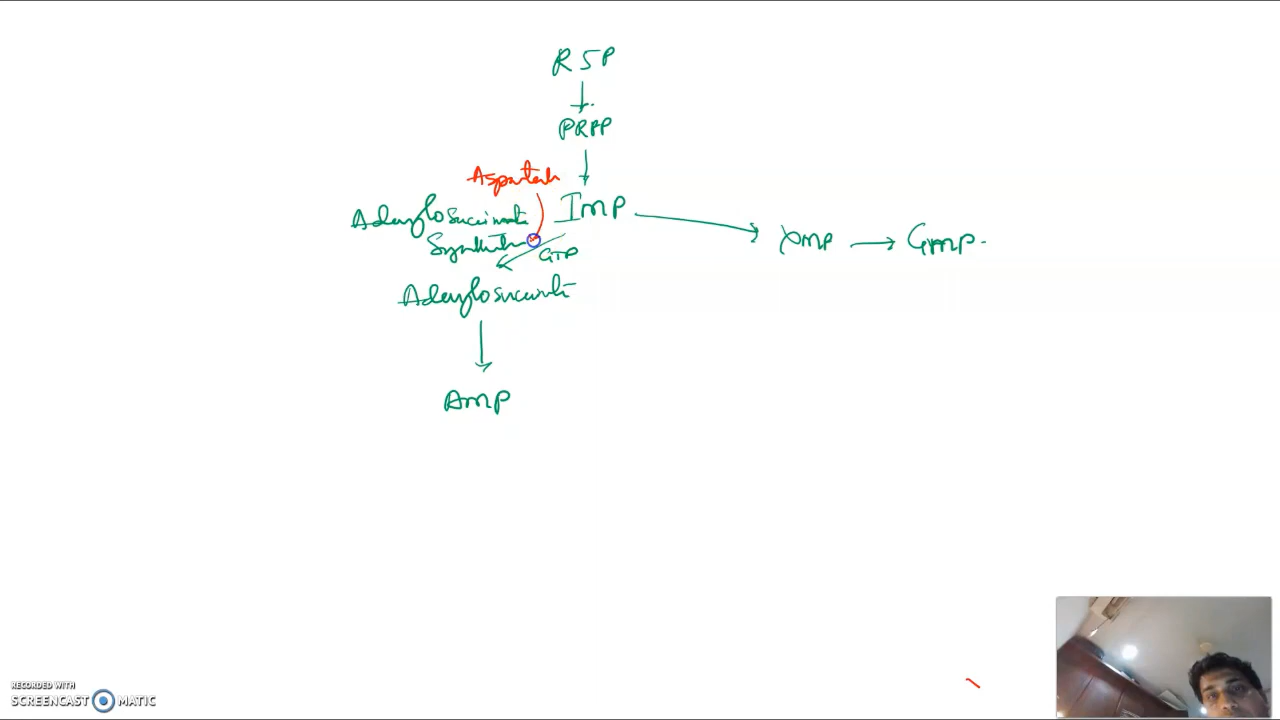 R5P
PRPP
Aspartate
IMP
Adenylosuccinate
Synthetase
GTP
XMP → GMP.
Adenylosuccinate
AMP
RECORDED WITH
SCREENCAST MATIC